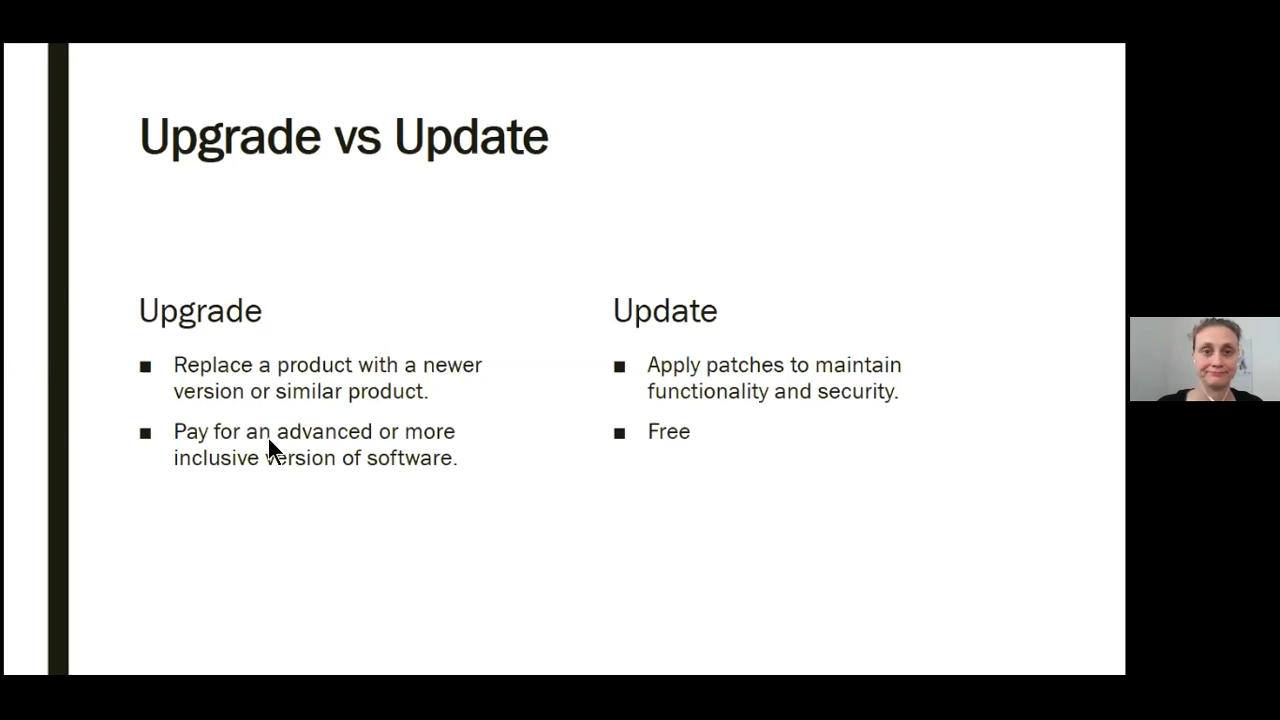 Upgrade vs Update
Upgrade
Replace a product with a newer
version or similar product.
Pay for an advanced or more
inclusive version of software.
Update
Apply patches to maintain
functionality and security.
Free